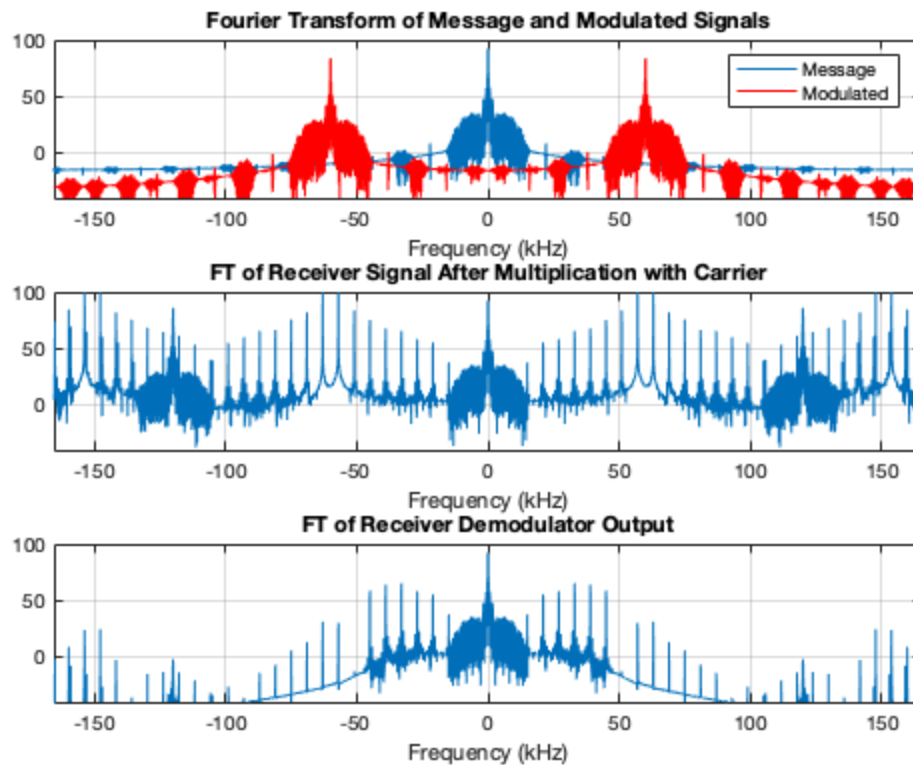 Fourier Transform of Message and Modulated Signals
100
Message
Modulated
50
0
-150 -100 -50 0 50 100 150
Frequency (kHz)
FT of Receiver Signal After Multiplication with Carrier
100
50
0
-150 -100 -50 0 50 100 150
Frequency (kHz)
FT of Receiver Demodulator Output
100
50
0
-150 -100 -50 0 50 100 150
Frequency (kHz)